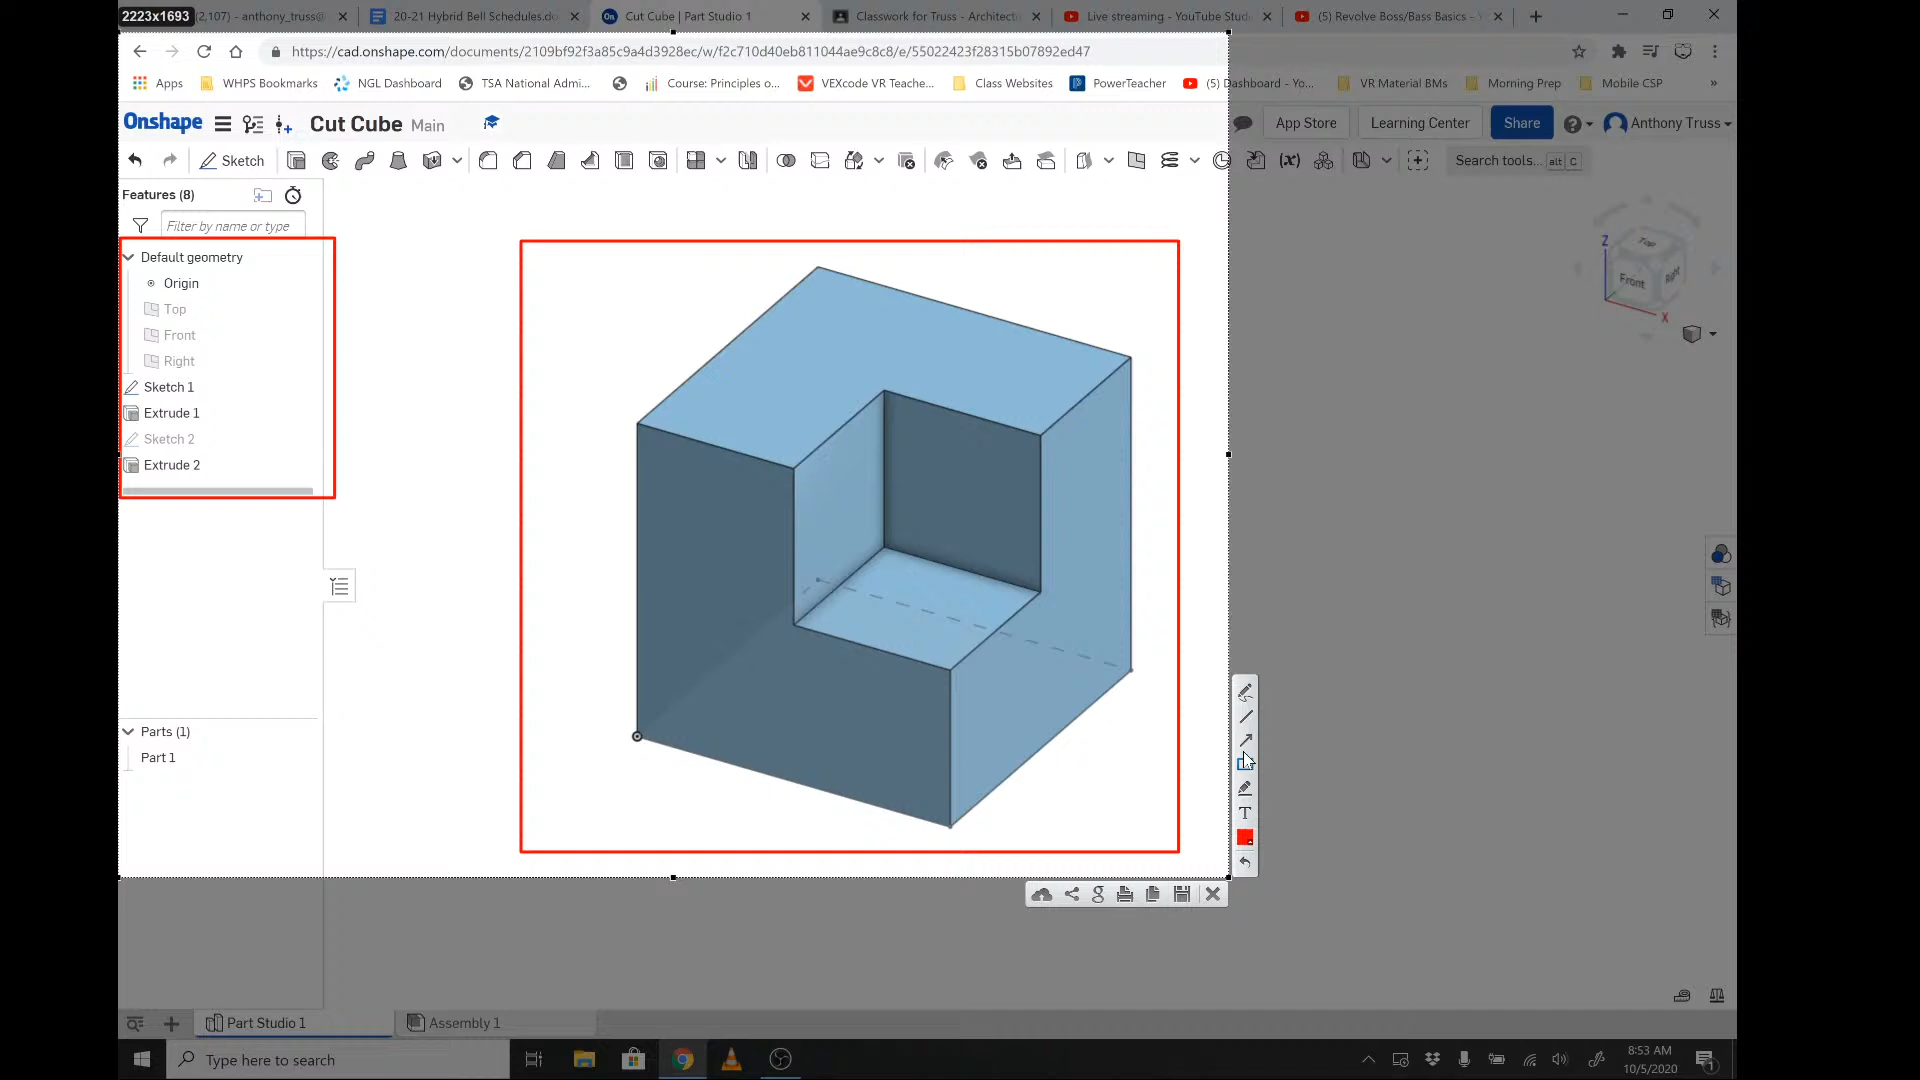 2223x1693
(2,107) - anthony_truss@
20-21 Hybrid Bell Schedules.do
On Cut Cube | Part Studio 1
Classwork for Truss - Architectu
Live streaming - YouTube Studi
(5) Revolve Boss/Bass Basics - Y
https://cad.onshape.com/documents/2109bf92f3a85c9a4d3928ec/w/f2c710d40eb811044ae9c8c8/e/55022423f28315b07892ed47
Apps
WHPS Bookmarks
NGL Dashboard
TSA National Admi...
Course: Principles o...
VEXcode VR Teache...
Class Websites
PowerTeacher
(5) Dashboard - Yo...
VR Material BMs
Morning Prep
Mobile CSP
»
Onshape
Cut Cube Main
App Store
Learning Center
Share
Anthony Truss
Sketch
(x)
Search tools... alt C
Features (8)
Filter by name or type
Default geometry
Origin
Top
Front
Right
Sketch 1
Extrude 1
Sketch 2
Extrude 2
Parts (1)
Part 1
Z
Top
Front
Right
X
T
g
Part Studio 1
Assembly 1
Type here to search
8:53 AM
10/5/2020
1